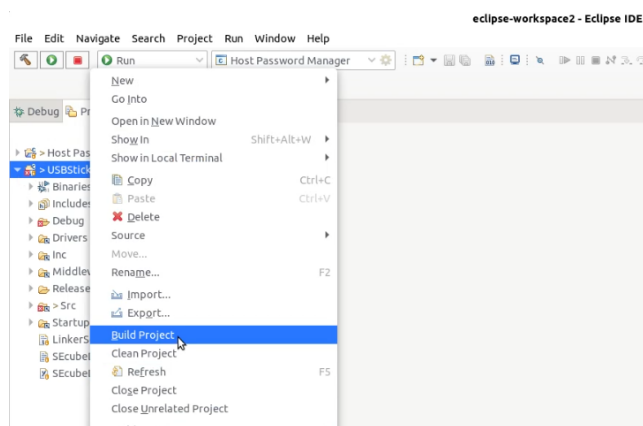 eclipse-workspace2 - Eclipse IDE
File Edit Navigate Search Project Run Window Help
Run Host Password Manager
New
Go Into
Debug
Open in New Window
Show In Shift+Alt+W
> Host Pas
Show in Local Terminal
> USBStick
Copy Ctrl+C
Binaries
Paste Ctrl+V
Includes
Delete
Debug
Source
Drivers
Move...
Inc
Rename... F2
Middlew
Import...
Release
Export...
> Src
Startup
Build Project
LinkerS
Clean Project
SEcube
Refresh F5
SEcube
Close Project
Close Unrelated Project